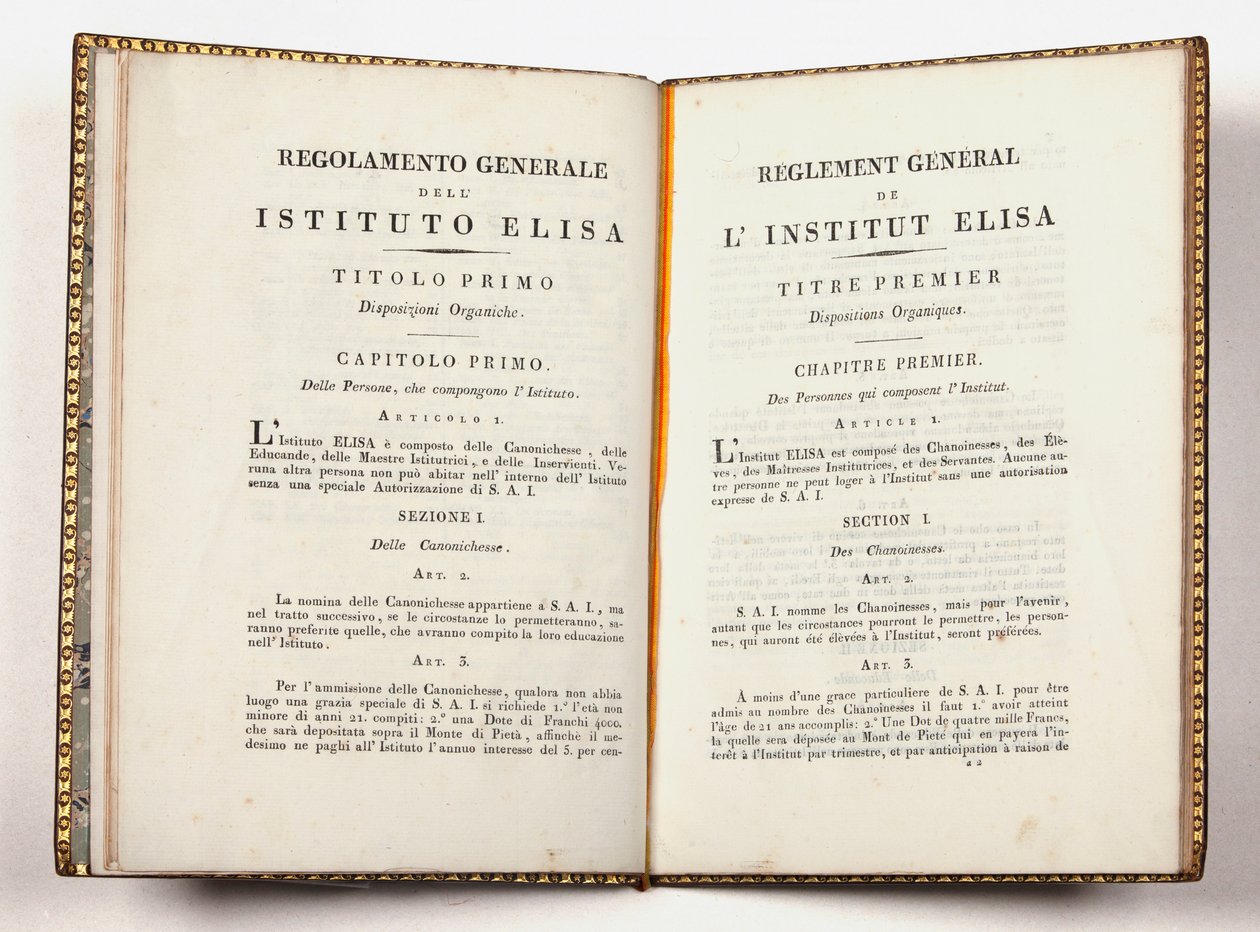 REGOLAMENTO GENERALE
DELL'
ISTITUTO ELISA
TITOLO PRIMO
Disposizioni Organiche.
CAPITOLO PRIMO.
Delle Persone, che compongono l'Istituto.
ARTICOLO 1.
L'Istituto ELISA è composto delle Canonichesse, delle
Educande, delle Maestre Istitutrici, e delle Inservienti. Ve-
runa altra persona non può abitar nell' interno dell' Istituto
senza una speciale Autorizzazione di S. A. I.
SEZIONE I.
Delle Canonichesse.
ART. 2.
La nomina delle Canonichesse appartiene a S. A. I., ma
nel tratto successivo, se le circostanze lo permetteranno, sa-
ranno preferite quelle, che avranno compito la loro educazione
nell' Istituto.
ART. 3.
Per l'ammissione delle Canonichesse, qualora non abbia
luogo una grazia speciale di S. A. I. si richiede 1.º l'età non
minore di anni 21. compiti: 2.º una Dote di Franchi 4000.
che sarà depositata sopra il Monte di Pietà, affinchè il me-
desimo ne paghi all' Istituto l'annuo interesse del 5. per cen-
RÉGLEMENT GÉNÉRAL
DE
L' INSTITUT ELISA
TITRE PREMIER
Dispositions Organiques.
CHAPITRE PREMIER.
Des Personnes qui composent l'Institut.
ARTICLE 1.
L'Institut ELISA est composé des Chanoinesses, des Élè-
ves, des Maîtresses Institutrices, et des Servantes. Aucune au-
tre personne ne peut loger à l'Institut sans une autorisation
expresse de S. A. I.
SECTION I.
Des Chanoinesses.
ART. 2.
S. A. I. nomme les Chanoinesses, mais pour l'avenir,
autant que les circostances pourront le permettre, les person-
nes, qui auront été élèvées à l'Institut, seront préférées.
ART. 3.
À moins d'une grace particuliere de S. A. I. pour être
admis au nombre des Chanoinesses il faut 1.º avoir atteint
l'âge de 21 ans accomplis: 2.º Une Dot de quatre mille Francs,
la quelle sera déposée au Mont de Pieté qui en payera l'in-
terêt à l'Institut par trimestre, et par anticipation à raison de
a 2